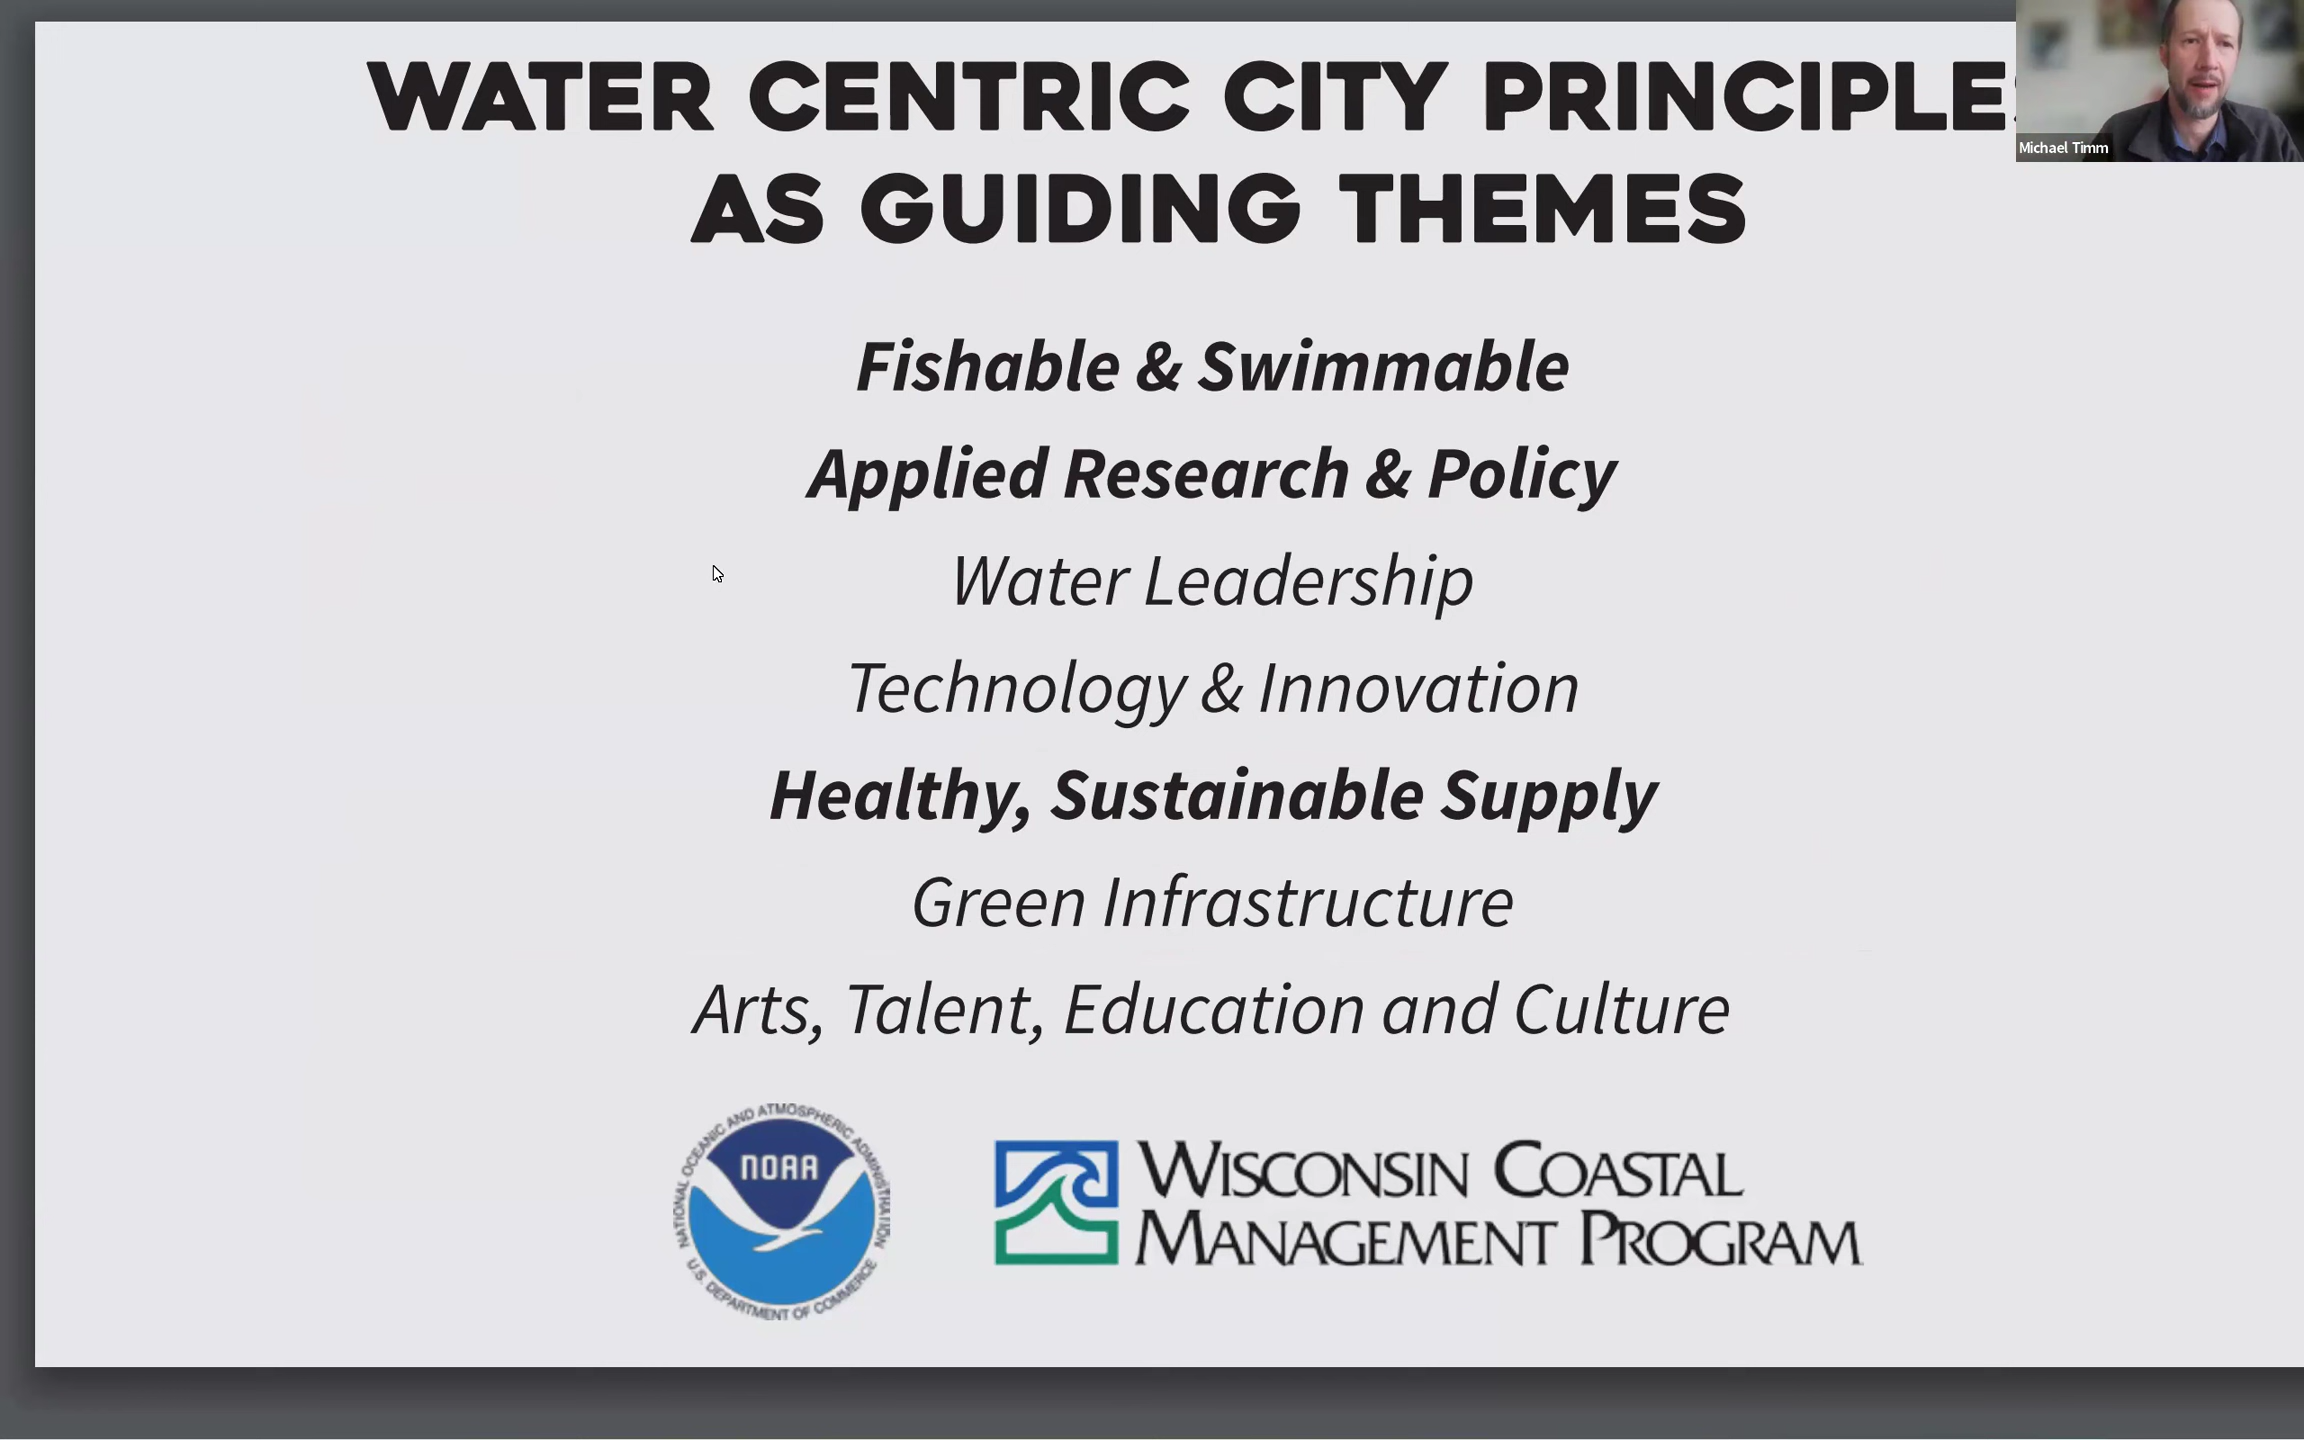 WATER CENTRIC CITY PRINCIPLES
AS GUIDING THEMES
Michael Timm
Fishable & Swimmable
Applied Research & Policy
Water Leadership
Technology & Innovation
Healthy, Sustainable Supply
Green Infrastructure
Arts, Talent, Education and Culture
NATIONAL OCEANIC AND ATMOSPHERIC ADMINISTRATION
NOAA
U.S. DEPARTMENT OF COMMERCE
WISCONSIN COASTAL
MANAGEMENT PROGRAM